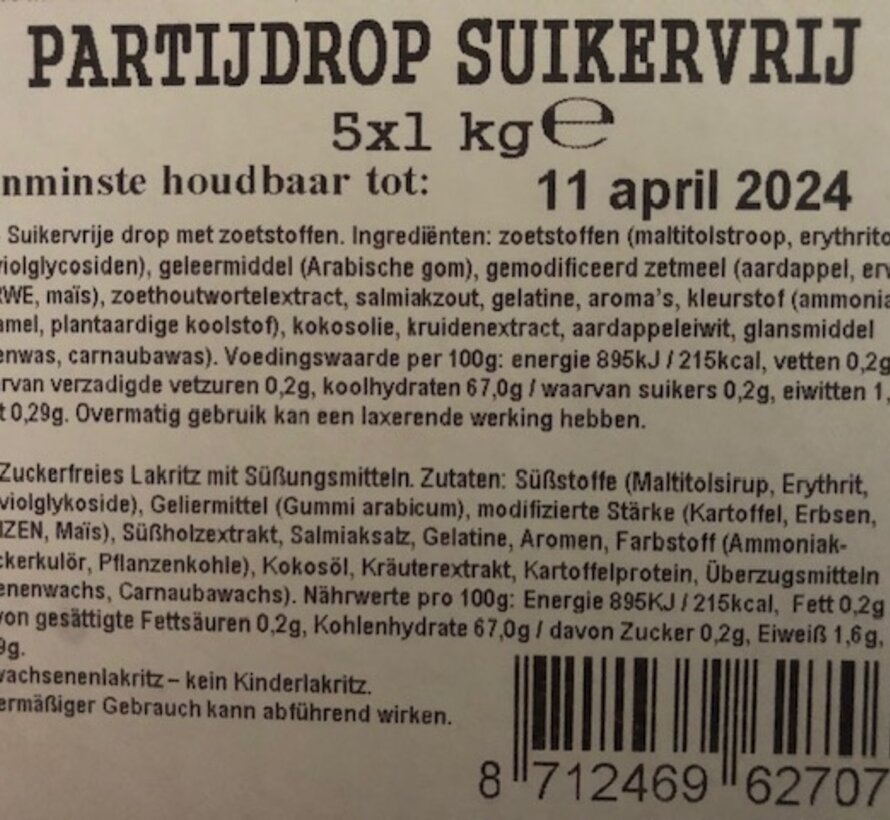 PARTIJDROP SUIKERVRIJ
5x1 kg℮
nminste houdbaar tot: 11 april 2024
Suikervrije drop met zoetstoffen. Ingrediënten: zoetstoffen (maltitolstroop, erythrito
violglycosiden), geleermiddel (Arabische gom), gemodificeerd zetmeel (aardappel, erw
RWE, maïs), zoethoutwortelextract, salmiakzout, gelatine, aroma's, kleurstof (ammonia
amel, plantaardige koolstof), kokosolie, kruidenextract, aardappeleiwit, glansmiddel
enwas, carnaubawas). Voedingswaarde per 100g: energie 895kJ / 215kcal, vetten 0,2g
rvan verzadigde vetzuren 0,2g, koolhydraten 67,0g / waarvan suikers 0,2g, eiwitten 1,
t 0,29g. Overmatig gebruik kan een laxerende werking hebben.
Zuckerfreies Lakritz mit Süßungsmitteln. Zutaten: Süßstoffe (Maltitolsirup, Erythrit,
violglykoside), Geliermittel (Gummi arabicum), modifizierte Stärke (Kartoffel, Erbsen,
IZEN, Maïs), Süßholzextrakt, Salmiaksalz, Gelatine, Aromen, Farbstoff (Ammoniak-
ckerkulör, Pflanzenkohle), Kokosöl, Kräuterextrakt, Kartoffelprotein, Überzugsmitteln
enenwachs, Carnaubawachs). Nährwerte pro 100g: Energie 895KJ / 215kcal, Fett 0,2g
von gesättigte Fettsäuren 0,2g, Kohlenhydrate 67,0g / davon Zucker 0,2g, Eiweiß 1,6g,
9g.
wachsenenlakritz – kein Kinderlakritz.
ermäßiger Gebrauch kann abführend wirken.
8 712469 62707